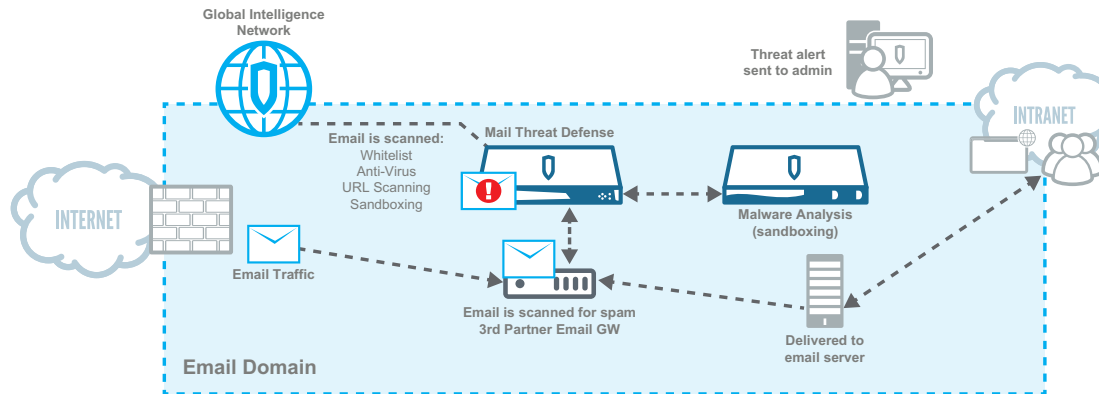 Global Intelligence
Network
Threat alert
sent to admin
INTRANET
Email is scanned:
Whitelist
Anti-Virus
URL Scanning
Sandboxing
Mail Threat Defense
Malware Analysis
(sandboxing)
INTERNET
Email Traffic
Email is scanned for spam
3rd Partner Email GW
Delivered to
email server
Email Domain